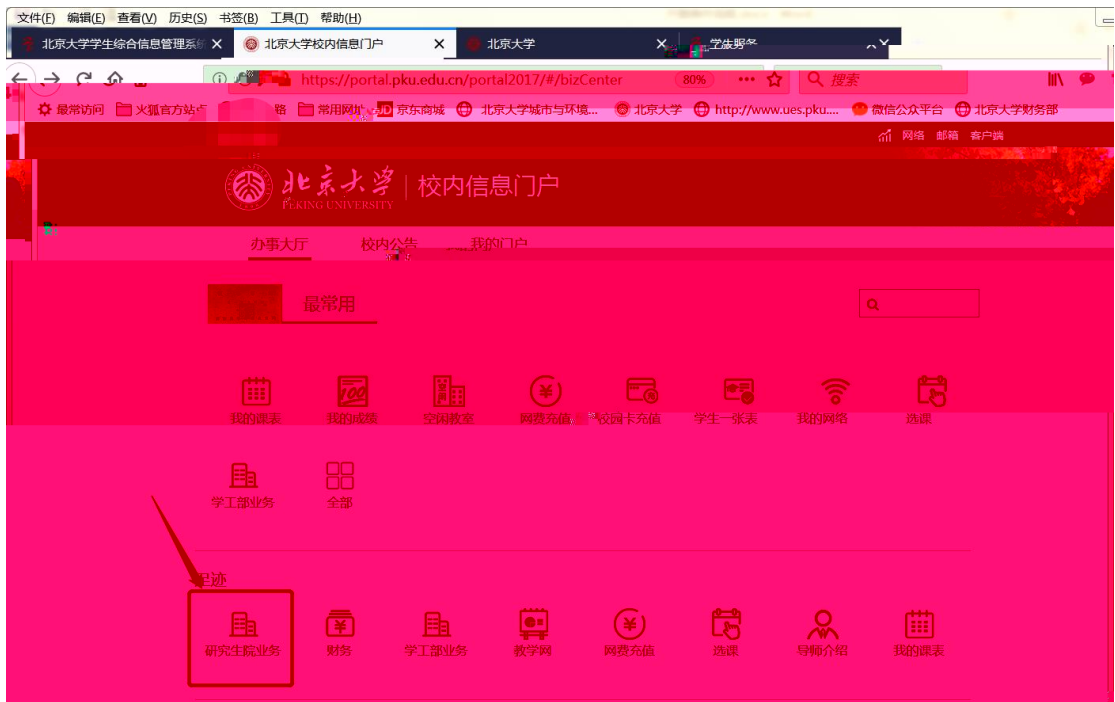 文件(F) 编辑(E) 查看(V) 历史(S) 书签(B) 工具(T) 帮助(H)
北京大学学生综合信息管理系统 × 北京大学校内信息门户 × 北京大学 ×
https://portal.pku.edu.cn/portal2017/#/bizCenter 80% 搜索
最常访问 火狐官方站点 常用网址 JD 京东商城 北京大学城市与环境... 北京大学 http://www.ues.pku.... 微信公众平台 北京大学财务部
网络 邮箱 客户端
北京大学 校内信息门户
PEKING UNIVERSITY
办事大厅 校内公告 我的门户
最常用
我的课表 我的成绩 空闲教室 网费充值 校园卡充值 学生一张表 我的网络 选课
学工部业务 全部
足迹
研究生院业务 财务 学工部业务 教学网 网费充值 选课 导师介绍 我的课表